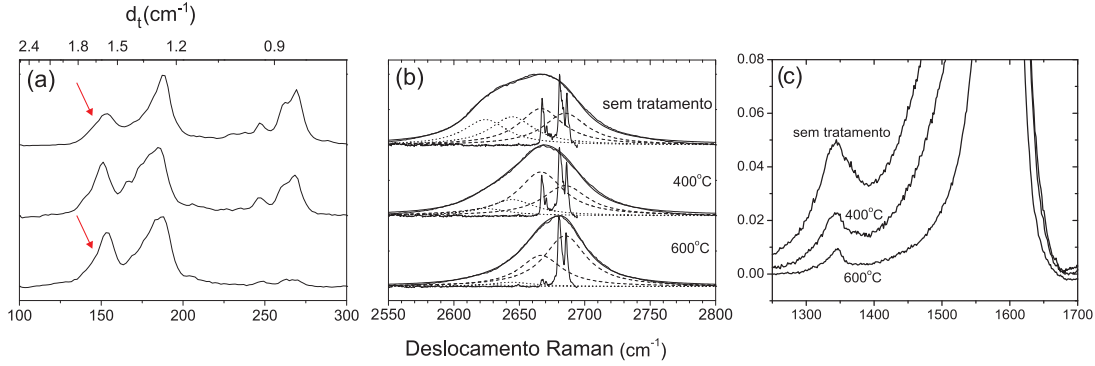 dt(cm-1)
2.4 1.8 1.5 1.2 0.9
(a)
100 150 200 250 300
(b)
sem tratamento
400°C
600°C
2550 2600 2650 2700 2750 2800
(c)
0.08
0.06
0.04
0.02
0.00
sem tratamento
400°C
600°C
1300 1400 1500 1600 1700
Deslocamento Raman (cm-1)